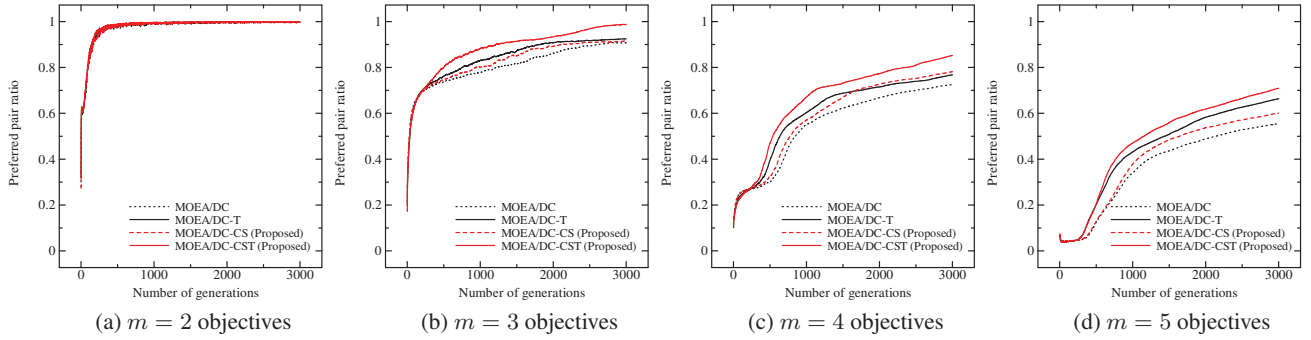 Preferred pair ratio
1
0.8
0.6
0.4
0.2
0
0
1000
2000
3000
MOEA/DC
MOEA/DC-T
MOEA/DC-CS (Proposed)
MOEA/DC-CST (Proposed)
Number of generations
(a) m = 2 objectives
Preferred pair ratio
1
0.8
0.6
0.4
0.2
0
0
1000
2000
3000
MOEA/DC
MOEA/DC-T
MOEA/DC-CS (Proposed)
MOEA/DC-CST (Proposed)
Number of generations
(b) m = 3 objectives
Preferred pair ratio
1
0.8
0.6
0.4
0.2
0
0
1000
2000
3000
MOEA/DC
MOEA/DC-T
MOEA/DC-CS (Proposed)
MOEA/DC-CST (Proposed)
Number of generations
(c) m = 4 objectives
Preferred pair ratio
1
0.8
0.6
0.4
0.2
0
0
1000
2000
3000
MOEA/DC
MOEA/DC-T
MOEA/DC-CS (Proposed)
MOEA/DC-CST (Proposed)
Number of generations
(d) m = 5 objectives